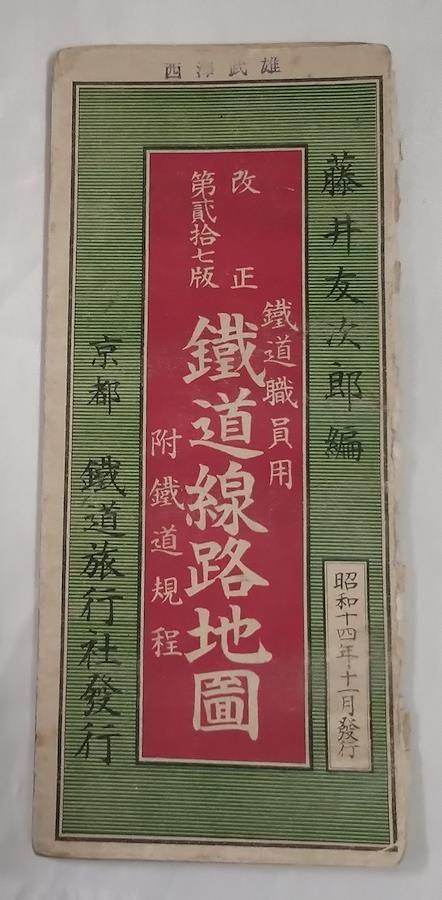 西澤武雄
藤井友次郎編
昭和十四年十一月發行
改正
第貳拾七版
鐵道職員用
鐵道線路地圖
附鐵道規程
京都 鐵道旅行社發行